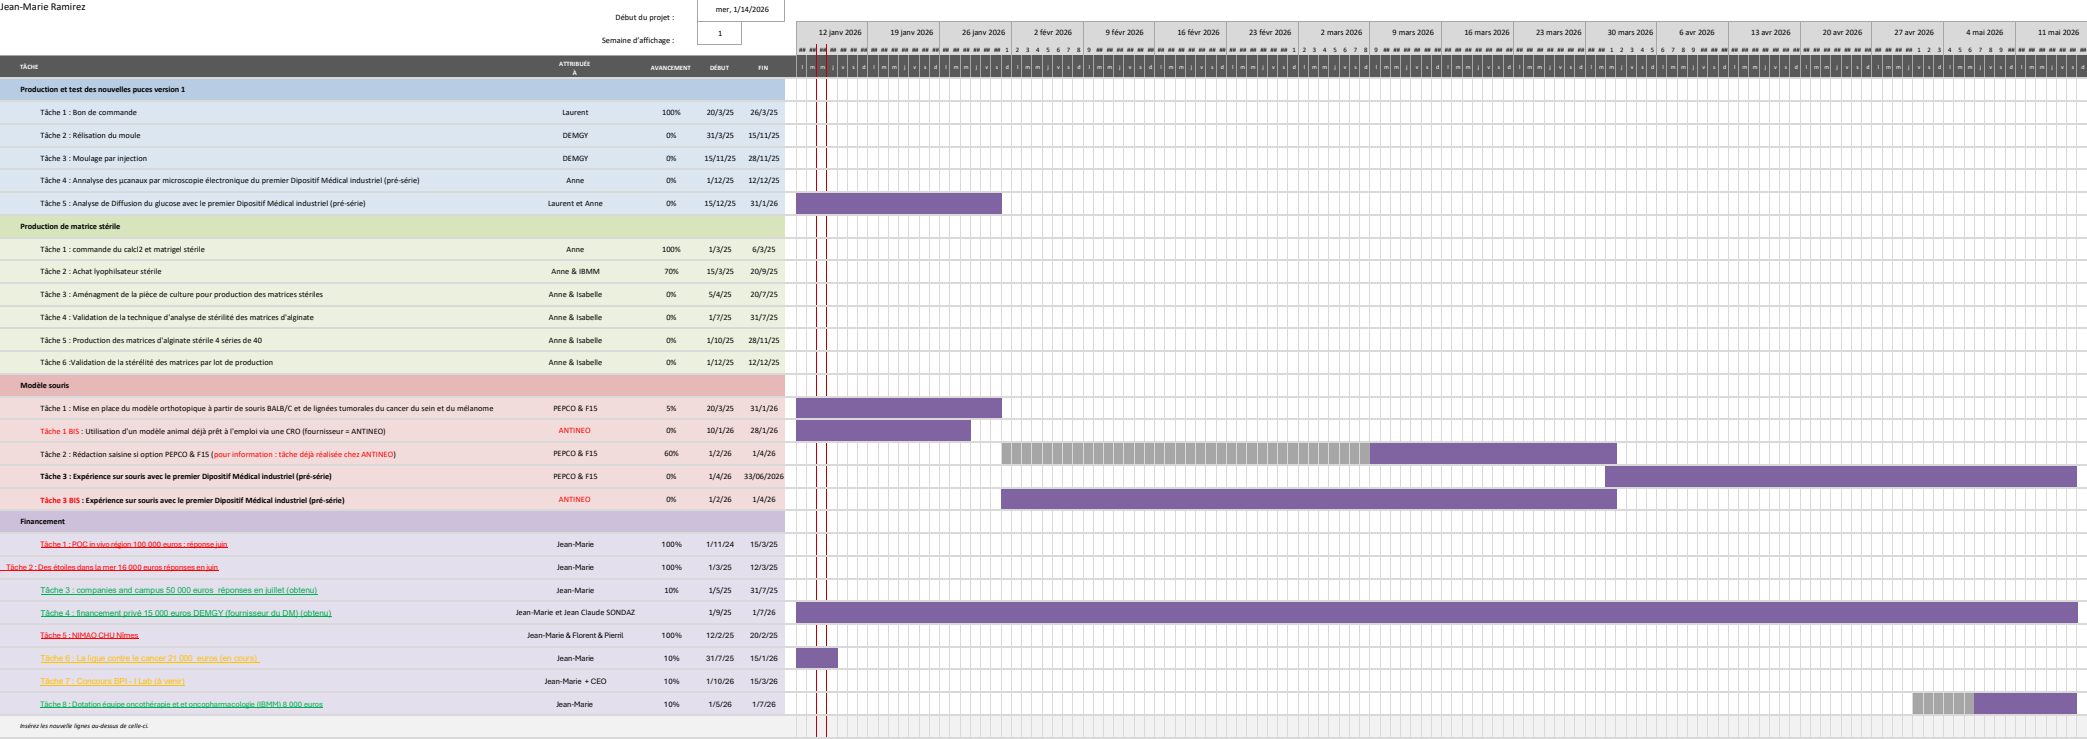 Jean-Marie Ramirez
Début du projet : mer, 1/14/2026
Semaine d'affichage : 1
12 janv 2026 19 janv 2026 26 janv 2026 2 févr 2026 9 févr 2026 16 févr 2026 23 févr 2026 2 mars 2026 9 mars 2026 16 mars 2026 23 mars 2026 30 mars 2026 6 avr 2026 13 avr 2026 20 avr 2026 27 avr 2026 4 mai 2026 11 mai 2026
TÂCHE ATTRIBUÉE À AVANCEMENT DÉBUT FIN
Production et test des nouvelles puces version 1
Tâche 1 : Bon de commande Laurent 100% 20/3/25 26/3/25
Tâche 2 : Rélisation du moule DEMGY 0% 31/3/25 15/11/25
Tâche 3 : Moulage par injection DEMGY 0% 15/11/25 28/11/25
Tâche 4 : Annalyse des µcanaux par microscopie électronique du premier Dipositif Médical industriel (pré-série) Anne 0% 1/12/25 12/12/25
Tâche 5 : Analyse de Diffusion du glucose avec le premier Dipositif Médical industriel (pré-série) Laurent et Anne 0% 15/12/25 31/1/26
Production de matrice stérile
Tâche 1 : commande du calcl2 et matrigel stérile Anne 100% 1/3/25 6/3/25
Tâche 2 : Achat lyophilsateur stérile Anne & IBMM 70% 15/3/25 20/9/25
Tâche 3 : Aménagment de la pièce de culture pour production des matrices stériles Anne & Isabelle 0% 5/4/25 20/7/25
Tâche 4 : Validation de la technique d'analyse de stérilité des matrices d'alginate Anne & Isabelle 0% 1/7/25 31/7/25
Tâche 5 : Production des matrices d'alginate stérile 4 séries de 40 Anne & Isabelle 0% 1/10/25 28/11/25
Tâche 6 :Validation de la stérélité des matrices par lot de production Anne & Isabelle 0% 1/12/25 12/12/25
Modèle souris
Tâche 1 : Mise en place du modèle orthotopique à partir de souris BALB/C et de lignées tumorales du cancer du sein et du mélanome PEPCO & F15 5% 20/3/25 31/1/26
Tâche 1 BIS : Utilisation d'un modèle animal déjà prêt à l'emploi via une CRO (fournisseur = ANTINEO) ANTINEO 0% 10/1/26 28/1/26
Tâche 2 : Rédaction saisine si option PEPCO & F15 (pour information : tâche déjà réalisée chez ANTINEO) PEPCO & F15 60% 1/2/26 1/4/26
Tâche 3 : Expérience sur souris avec le premier Dipositif Médical industriel (pré-série) PEPCO & F15 0% 1/4/26 33/06/2026
Tâche 3 BIS : Expérience sur souris avec le premier Dipositif Médical industriel (pré-série) ANTINEO 0% 1/2/26 1/4/26
Financement
Tâche 1 : POC in vivo région 100 000 euros : réponse juin Jean-Marie 100% 1/11/24 15/3/25
Tâche 2 : Des étoiles dans la mer 16 000 euros réponses en juin Jean-Marie 100% 1/3/25 12/3/25
Tâche 3 : companies and campus 50 000 euros réponses en juillet (obtenu) Jean-Marie 10% 1/5/25 31/7/25
Tâche 4 : financement privé 15 000 euros DEMGY (fournisseur du DM) (obtenu) Jean-Marie et Jean Claude SONDAZ 1/9/25 1/7/26
Tâche 5 : NIMAO CHU Nîmes Jean-Marie & Florent & Pierril 100% 12/2/25 20/2/25
Tâche 6 : La ligue contre le cancer 21 000 euros (en cours) Jean-Marie 10% 31/7/25 15/1/26
Tâche 7 : Concours BPI - I Lab (à venir) Jean-Marie + CEO 10% 1/10/26 15/3/26
Tâche 8 : Dotation équipe oncothérapie et et oncopharmacologie (IBMM) 8 000 euros Jean-Marie 10% 1/5/26 1/7/26
Insérez les nouvelle lignes au-dessus de celle-ci.